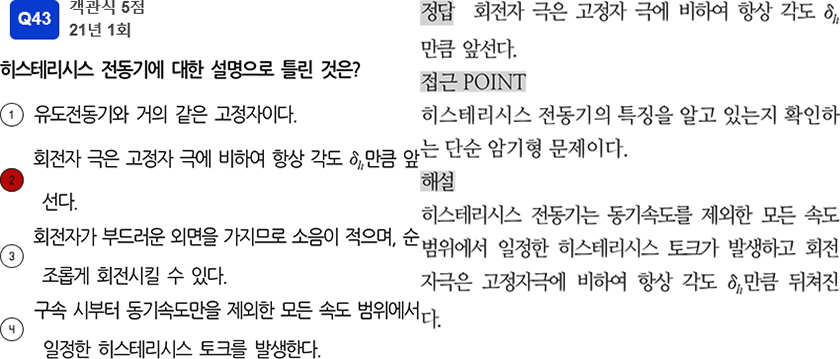 Q43
객관식 5점
21년 1회
히스테리시스 전동기에 대한 설명으로 틀린 것은?
1 유도전동기와 거의 같은 고정자이다.
2 회전자 극은 고정자 극에 비하여 항상 각도 δh만큼 앞
선다.
3 회전자가 부드러운 외면을 가지므로 소음이 적으며, 순
조롭게 회전시킬 수 있다.
4 구속 시부터 동기속도만을 제외한 모든 속도 범위에서
일정한 히스테리시스 토크를 발생한다.
정답 회전자 극은 고정자 극에 비하여 항상 각도 δh
만큼 앞선다.
접근 POINT
히스테리시스 전동기의 특징을 알고 있는지 확인하
는 단순 암기형 문제이다.
해설
히스테리시스 전동기는 동기속도를 제외한 모든 속도
범위에서 일정한 히스테리시스 토크가 발생하고 회전
자극은 고정자극에 비하여 항상 각도 δh만큼 뒤쳐진
다.